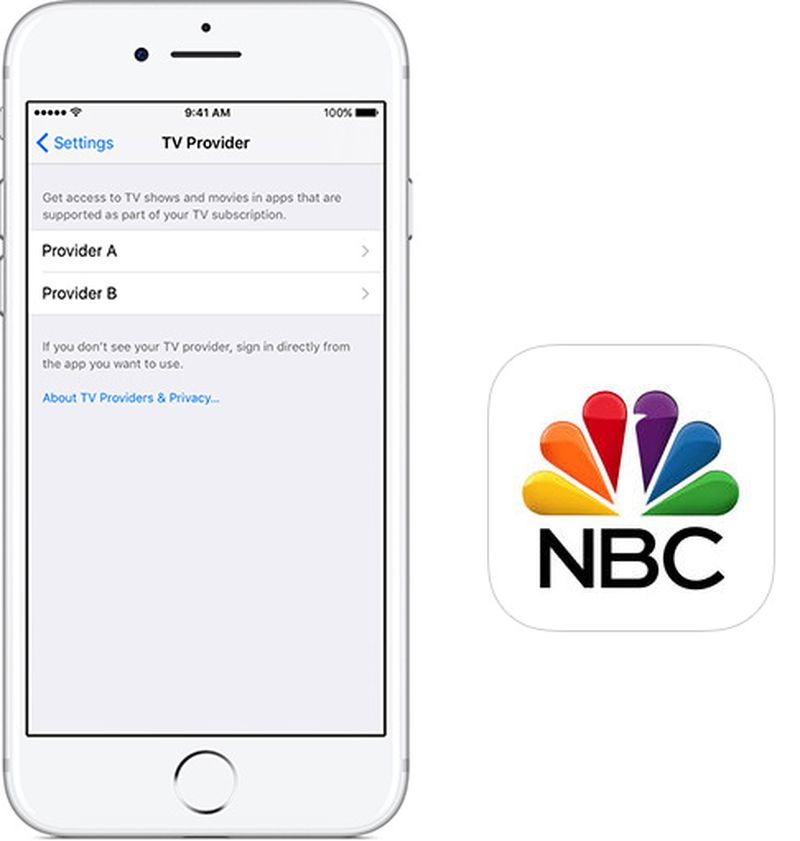 9:41 AM 100%
Settings TV Provider
Get access to TV shows and movies in apps that are
supported as part of your TV subscription.
Provider A
Provider B
If you don't see your TV provider, sign in directly from
the app you want to use.
About TV Providers & Privacy...
NBC